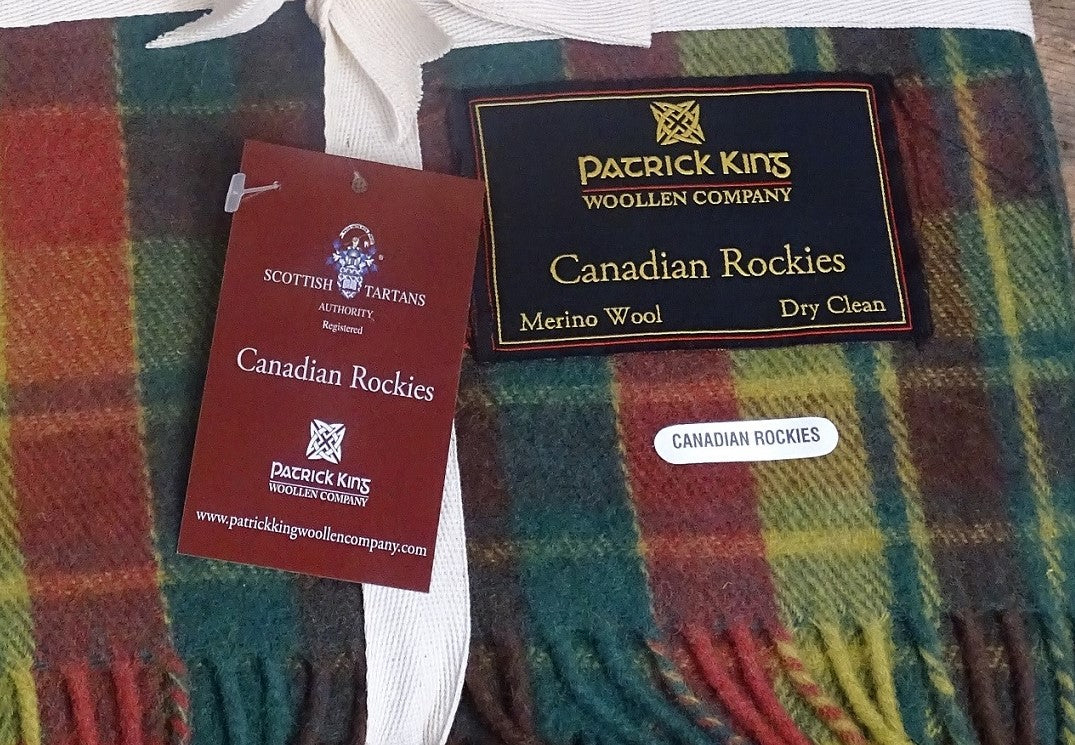 SCOTTISH TARTANS
AUTHORITY
Registered
Canadian Rockies
PATRICK KING
WOOLLEN COMPANY
www.patrickkingwoollencompany.com
PATRICK KING
WOOLLEN COMPANY
Canadian Rockies
Merino Wool Dry Clean
CANADIAN ROCKIES